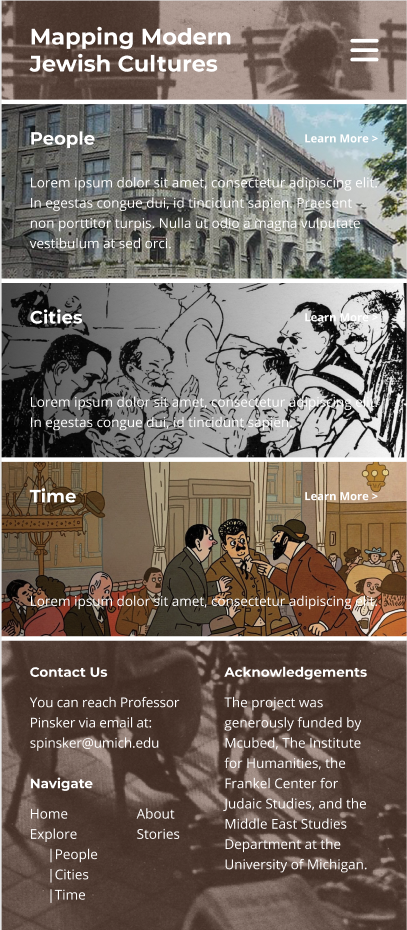 Mapping Modern
Jewish Cultures
People
Learn More >
Lorem ipsum dolor sit amet, consectetur adipiscing elit.
In egestas congue dui, id tincidunt sapien. Praesent
non porttitor turpis. Nulla ut odio a magna vulputate
vestibulum at sed orci.
Cities
Learn More >
Lorem ipsum dolor sit amet, consectetur adipiscing elit.
In egestas congue dui, id tincidunt sapien.
Time
Learn More >
Lorem ipsum dolor sit amet, consectetur adipiscing elit.
Contact Us
You can reach Professor
Pinsker via email at:
spinsker@umich.edu
Navigate
Home
Explore
|People
|Cities
|Time
About
Stories
Acknowledgements
The project was
generously funded by
Mcubed, The Institute
for Humanities, the
Frankel Center for
Judaic Studies, and the
Middle East Studies
Department at the
University of Michigan.